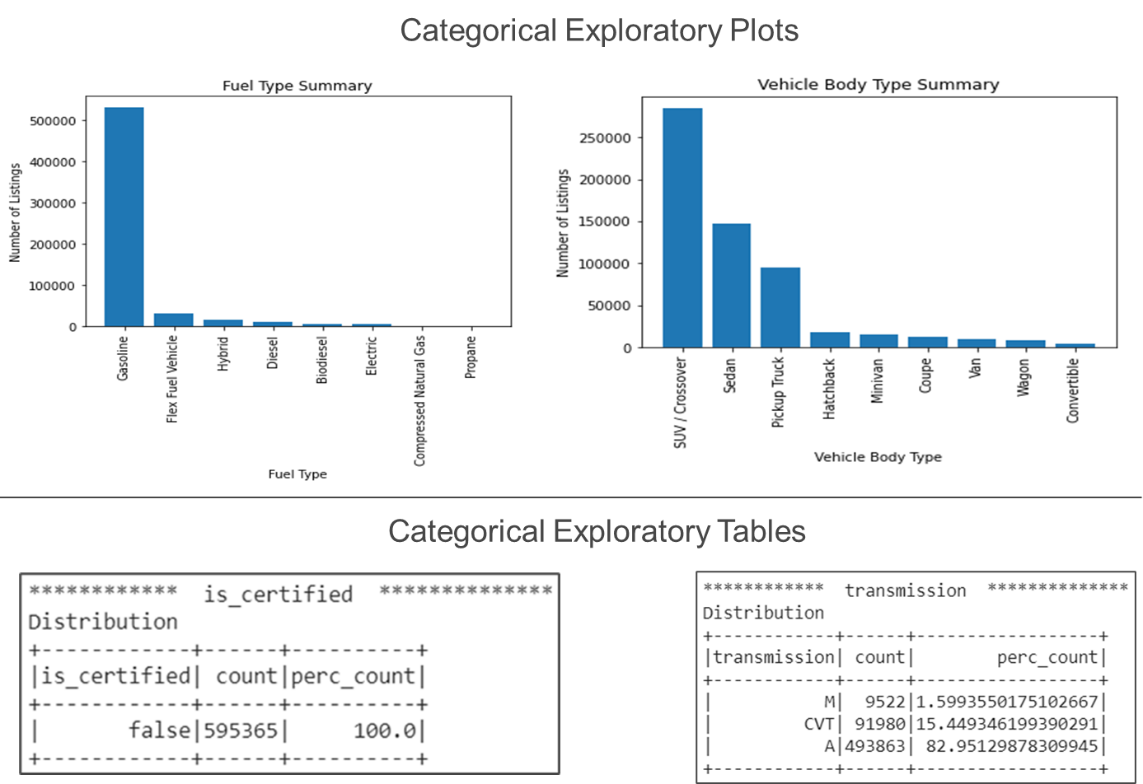 Categorical Exploratory Plots
Fuel Type Summary
Number of Listings
500000
400000
300000
200000
100000
0
Gasoline
Flex Fuel Vehicle
Hybrid
Diesel
Biodiesel
Electric
Compressed Natural Gas
Propane
Fuel Type
Vehicle Body Type Summary
Number of Listings
250000
200000
150000
100000
50000
0
SUV / Crossover
Sedan
Pickup Truck
Hatchback
Minivan
Coupe
Van
Wagon
Convertible
Vehicle Body Type
Categorical Exploratory Tables
************ is_certified **************
Distribution
+------------+------+----------+
|is_certified| count|perc_count|
+------------+------+----------+
|       false|595365|     100.0|
+------------+------+----------+
************ transmission **************
Distribution
+------------+------+------------------+
|transmission| count|        perc_count|
+------------+------+------------------+
|           M|  9522|1.5993550175102667|
|         CVT| 91980|15.449346199390291|
|           A|493863| 82.95129878309945|
+------------+------+------------------+